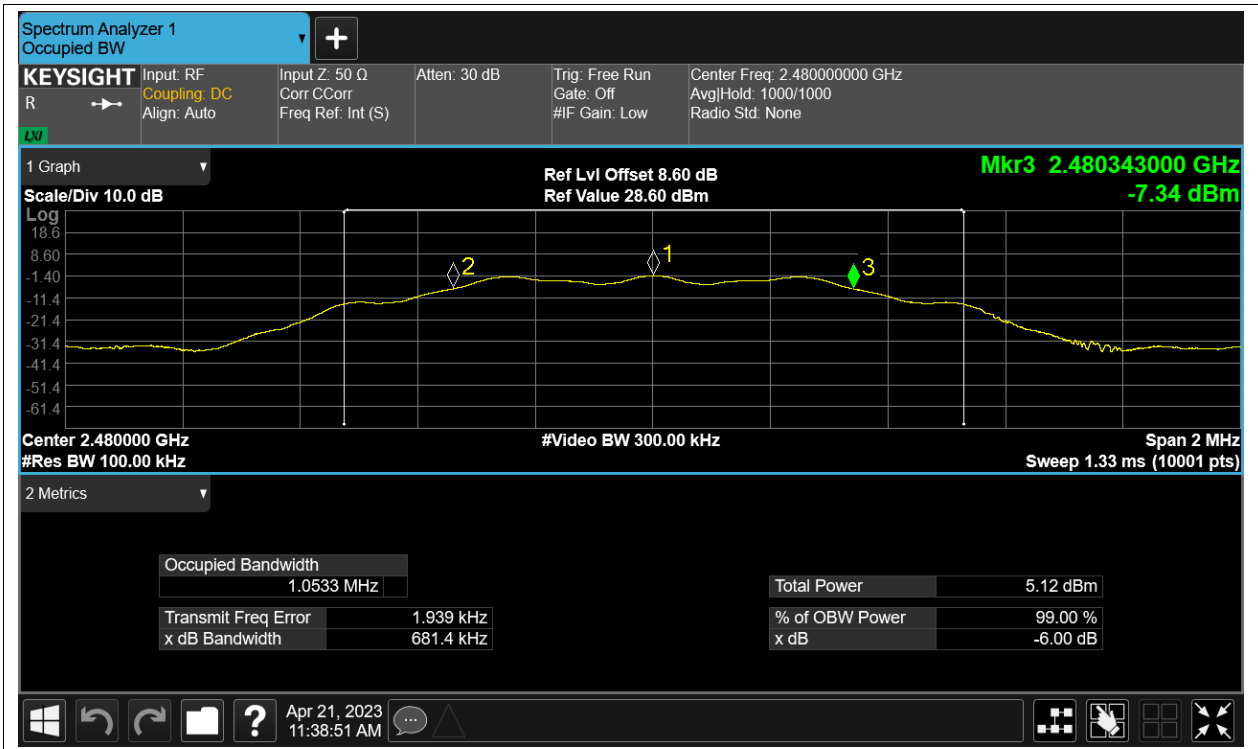 Spectrum Analyzer 1
Occupied BW
KEYSIGHT Input: RF Input Z: 50 Ω Atten: 30 dB Trig: Free Run Center Freq: 2.480000000 GHz
R Coupling: DC Corr CCorr Gate: Off Avg|Hold: 1000/1000
Align: Auto Freq Ref: Int (S) #IF Gain: Low Radio Std: None
LXI
1 Graph
Ref Lvl Offset 8.60 dB Mkr3 2.480343000 GHz
Scale/Div 10.0 dB Ref Value 28.60 dBm -7.34 dBm
Log
18.6
8.60
-1.40
-11.4
-21.4
-31.4
-41.4
-51.4
-61.4
2
1
3
Center 2.480000 GHz #Video BW 300.00 kHz Span 2 MHz
#Res BW 100.00 kHz Sweep 1.33 ms (10001 pts)
2 Metrics
Occupied Bandwidth
1.0533 MHz Total Power 5.12 dBm
Transmit Freq Error 1.939 kHz % of OBW Power 99.00 %
x dB Bandwidth 681.4 kHz x dB -6.00 dB
? Apr 21, 2023
11:38:51 AM